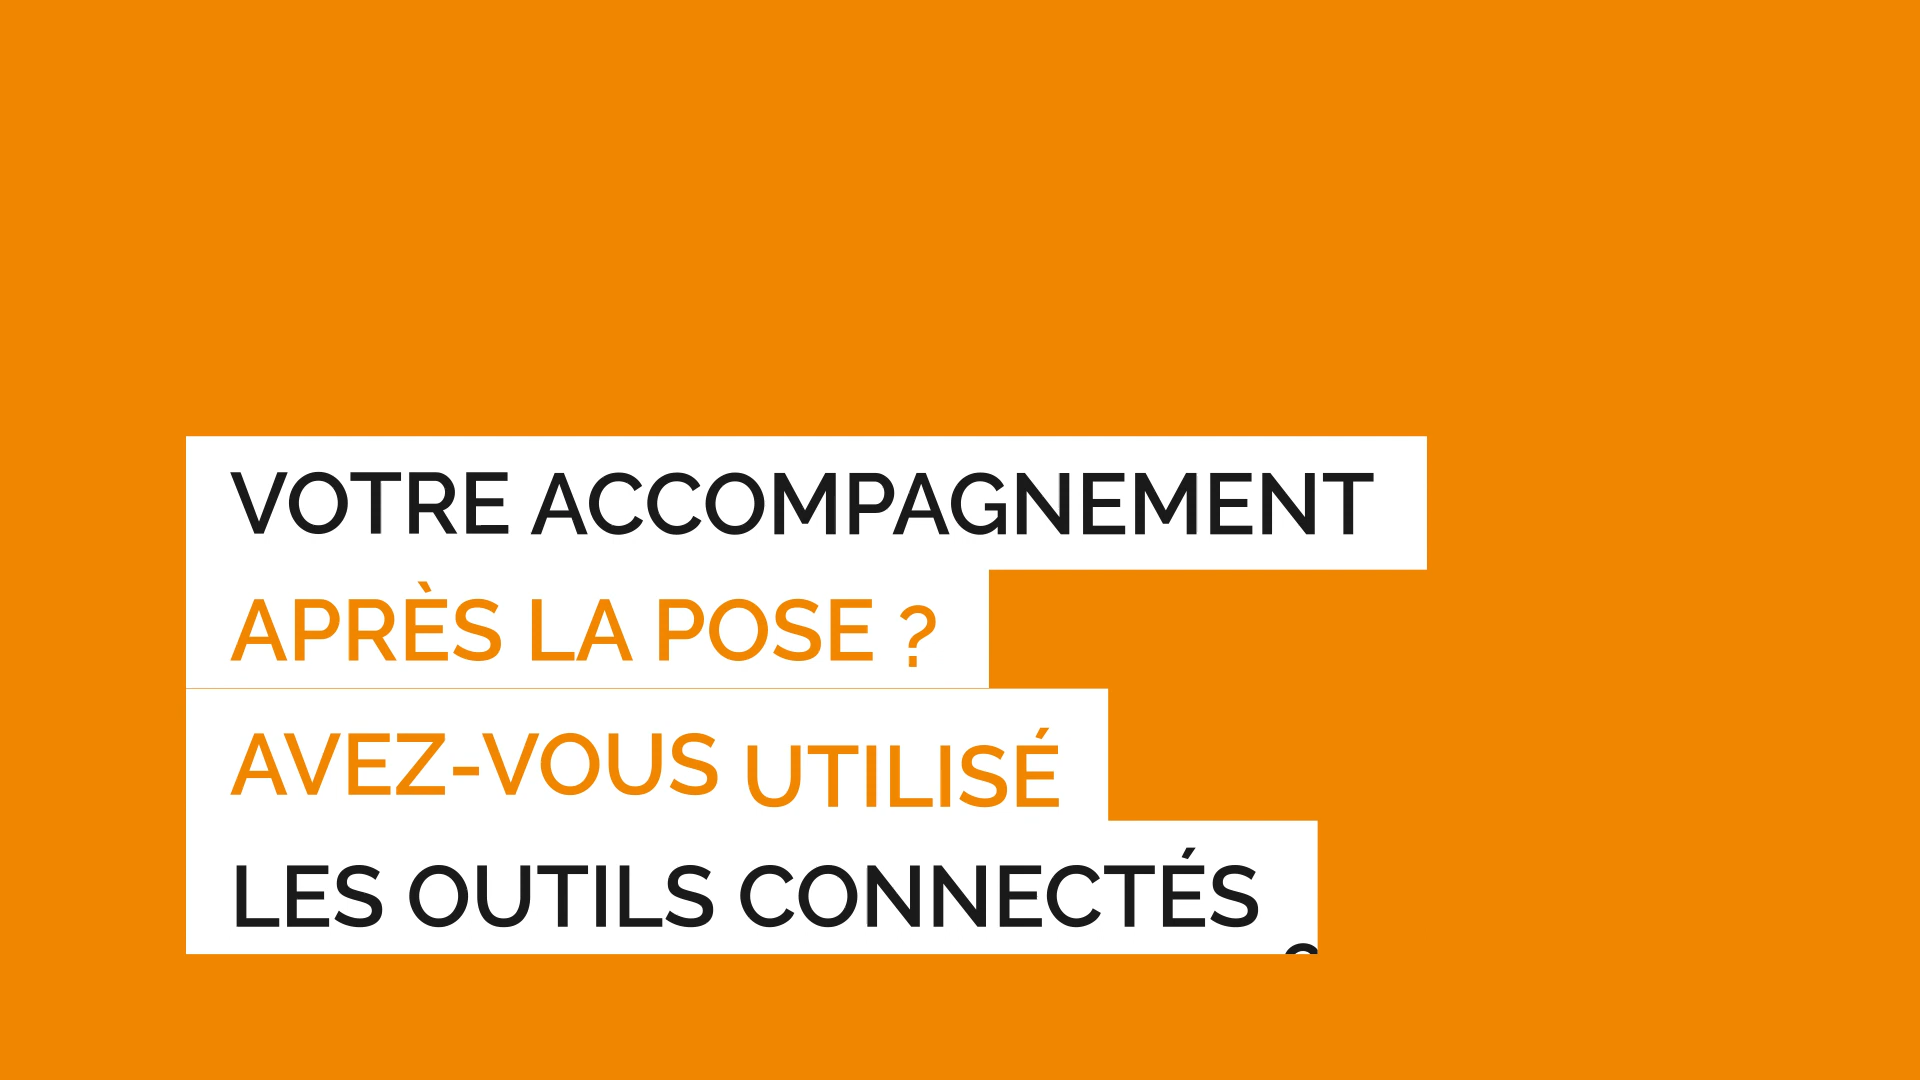 VOTRE ACCOMPAGNEMENT
APRÈS LA POSE ?
AVEZ-VOUS UTILISÉ
LES OUTILS CONNECTÉS